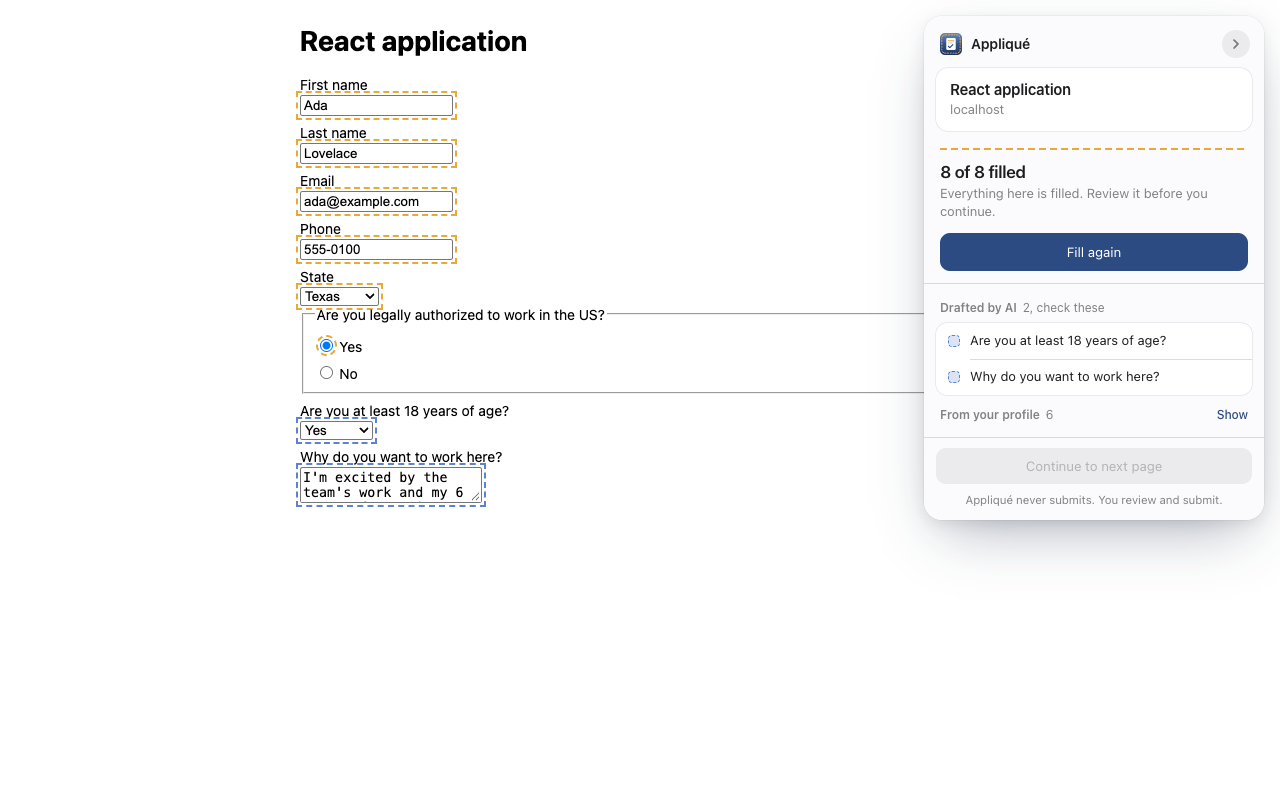 React application
First name
Ada
Last name
Lovelace
Email
ada@example.com
Phone
555-0100
State
Texas
Are you legally authorized to work in the US?
Yes
No
Are you at least 18 years of age?
Yes
Why do you want to work here?
I'm excited by the
team's work and my 6
Appliqué
React application
localhost
8 of 8 filled
Everything here is filled. Review it before you
continue.
Fill again
Drafted by AI 2, check these
Are you at least 18 years of age?
Why do you want to work here?
From your profile 6 Show
Continue to next page
Appliqué never submits. You review and submit.